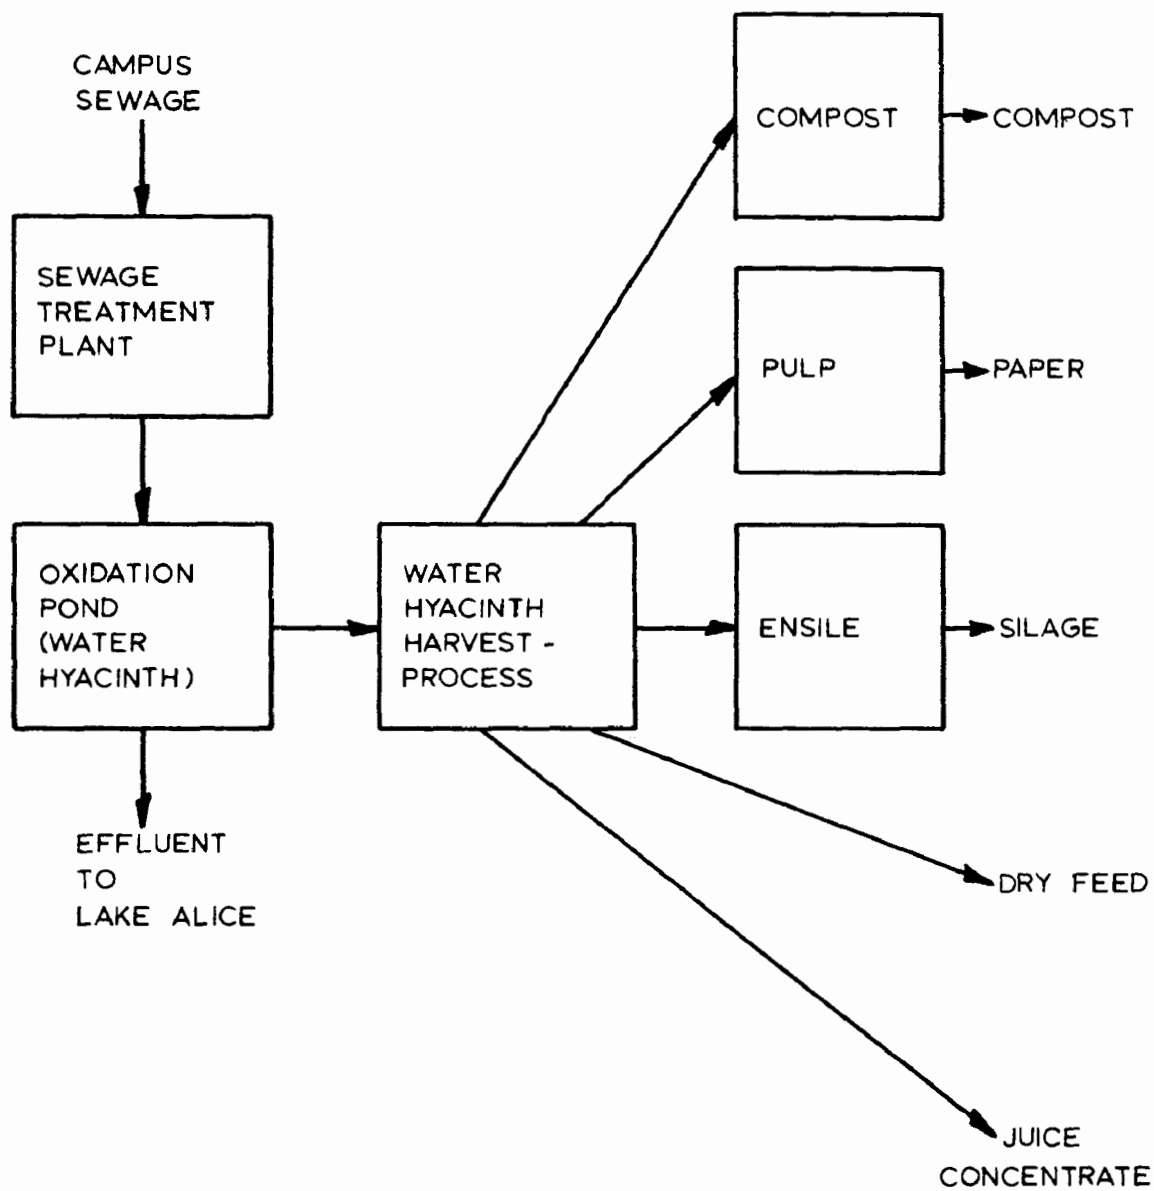 CAMPUS
SEWAGE
SEWAGE
TREATMENT
PLANT
OXIDATION
POND
(WATER
HYACINTH)
EFFLUENT
TO
LAKE ALICE
WATER
HYACINTH
HARVEST -
PROCESS
COMPOST
COMPOST
PULP
PAPER
ENSILE
SILAGE
DRY FEED
JUICE
CONCENTRATE